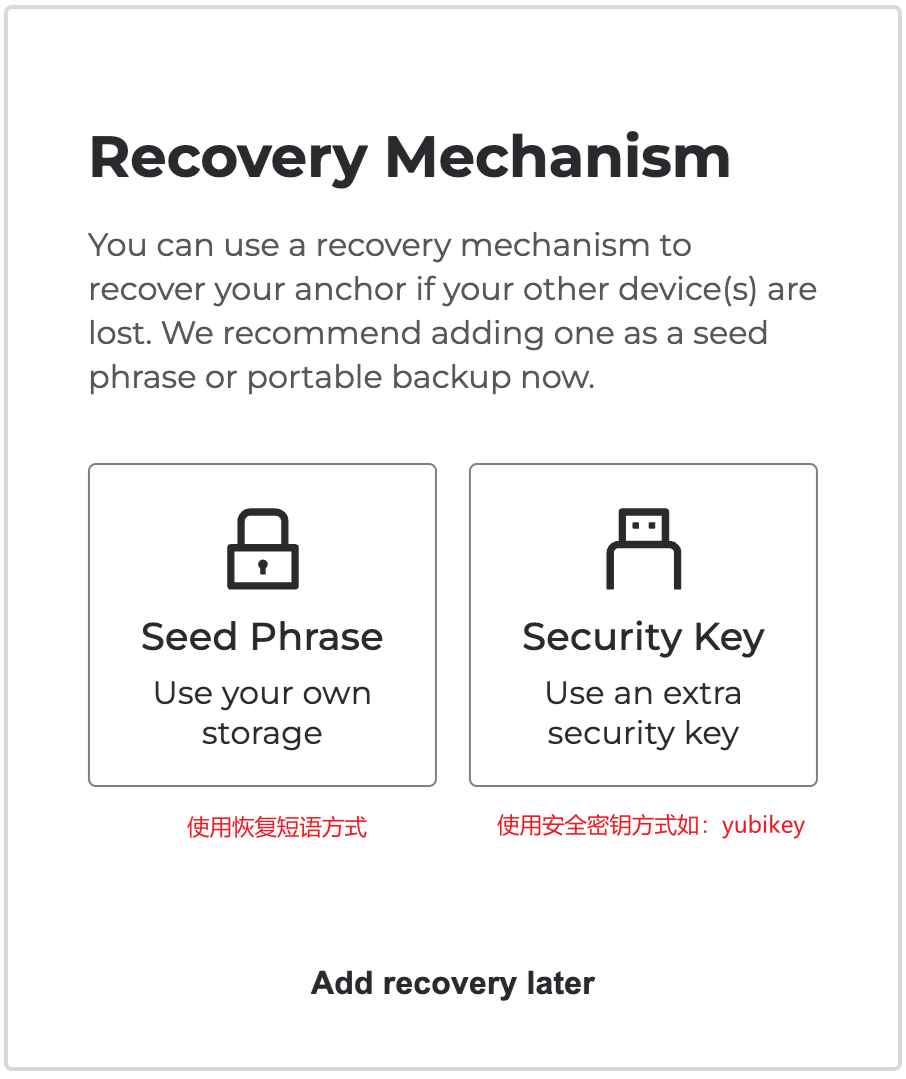 Recovery Mechanism
You can use a recovery mechanism to
recover your anchor if your other device(s) are
lost. We recommend adding one as a seed
phrase or portable backup now.
Seed Phrase
Use your own
storage
Security Key
Use an extra
security key
使用恢复短语方式
使用安全密钥方式如：yubikey
Add recovery later